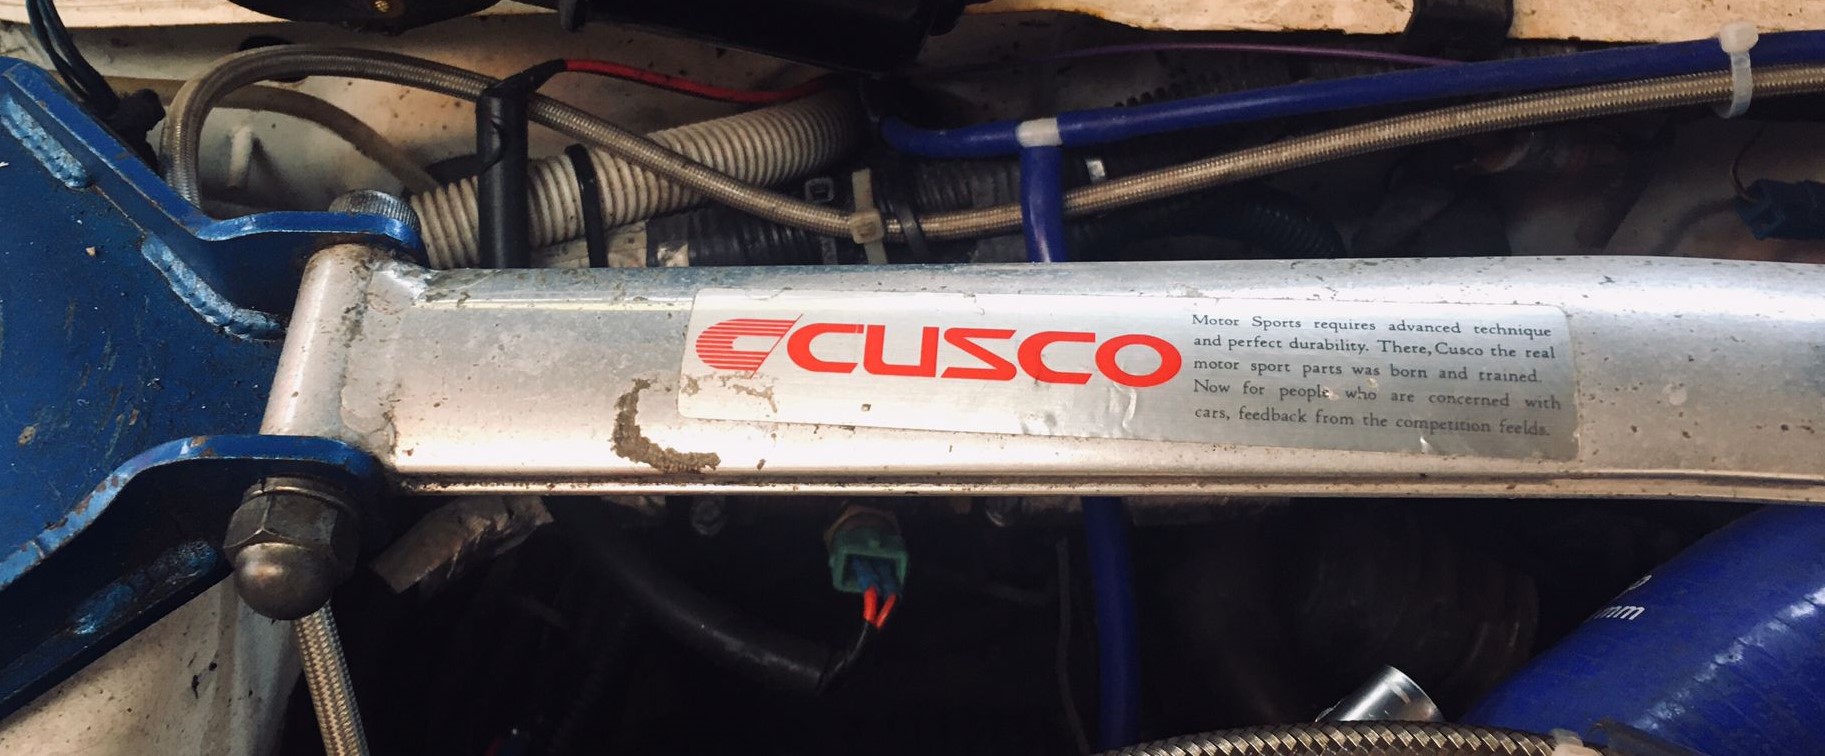 CUSCO
Motor Sports requires advanced technique
and perfect durability. There, Cusco the real
motor sport parts was born and trained.
Now for people who are concerned with
cars, feedback from the competition feelds.
mm